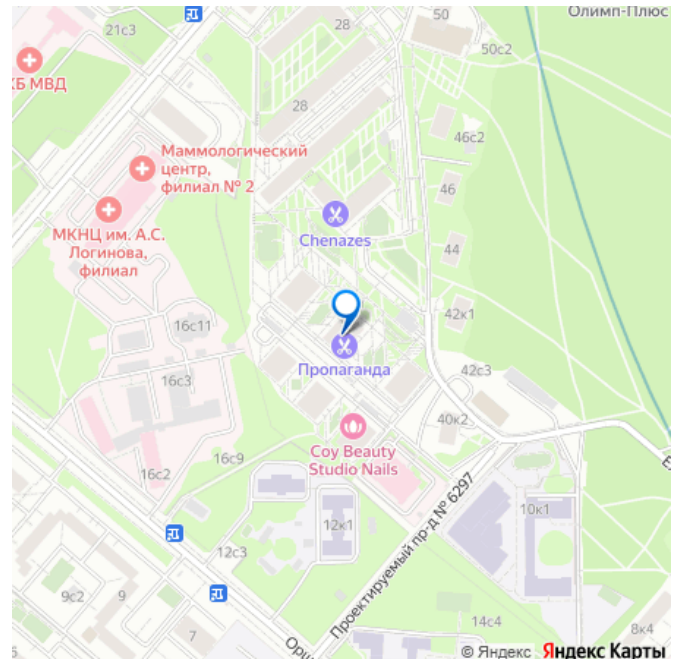 21с3
50
Олимп-Плюс
50с2
КБ МВД
28
28
46с2
Маммологический
центр,
филиал № 2
46
МКНЦ им. А.С.
Логинова,
филиал
Chenazes
44
42к1
16с11
Пропаганда
42с3
16с3
40к2
Coy Beauty
Studio Nails
16с2
16с9
12к1
Проектируемый пр-д № 6297
10к1
12с3
9с2
9
7
14с4
8к4
Орш
© Яндекс Яндекс Карты